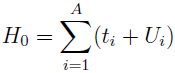 H_0 = \sum_{i=1}^{A} (t_i + U_i)